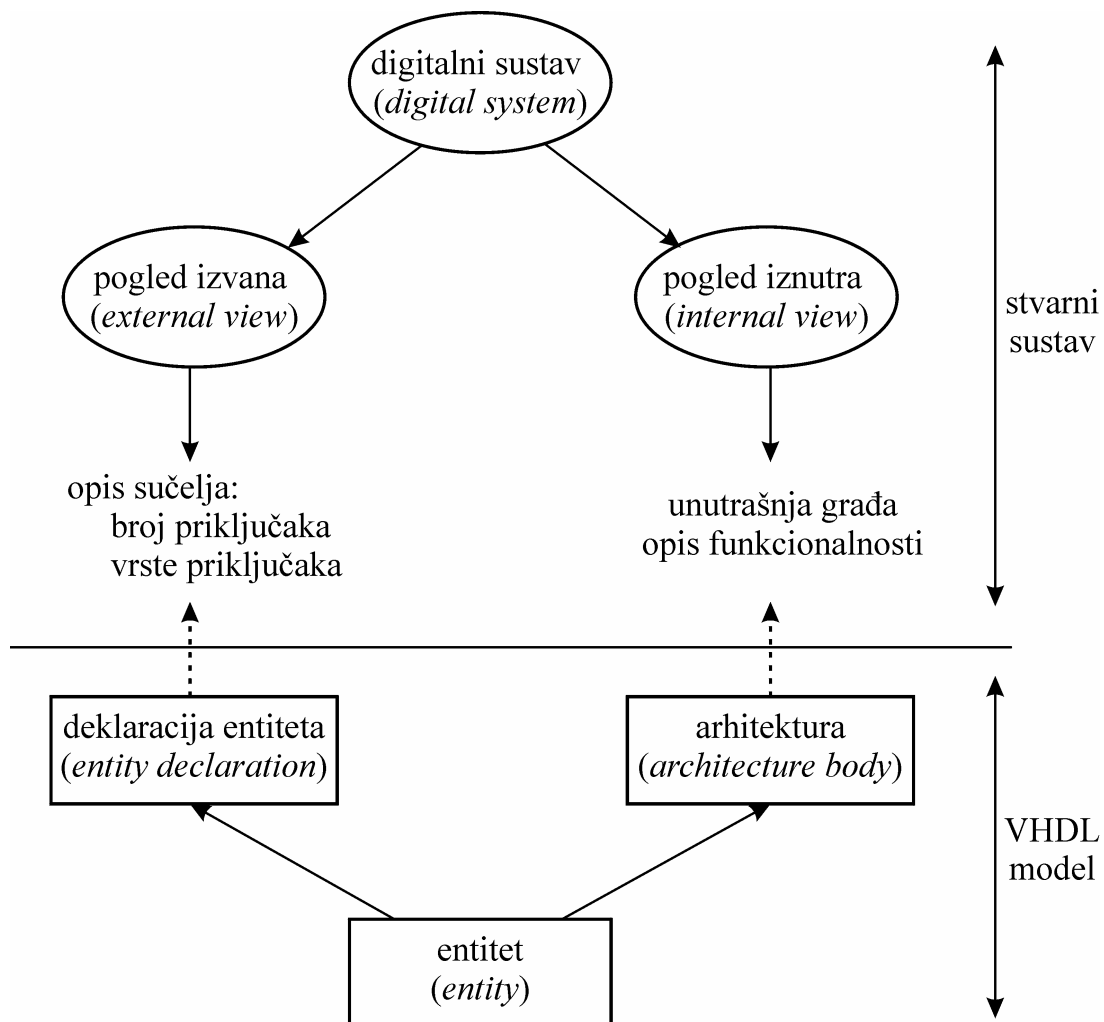 digitalni sustav
(digital system)
pogled izvana
(external view)
pogled iznutra
(internal view)
stvarni
sustav
opis sučelja:
broj priključaka
vrste priključaka
unutrašnja građa
opis funkcionalnosti
deklaracija entiteta
(entity declaration)
arhitektura
(architecture body)
VHDL
model
entitet
(entity)